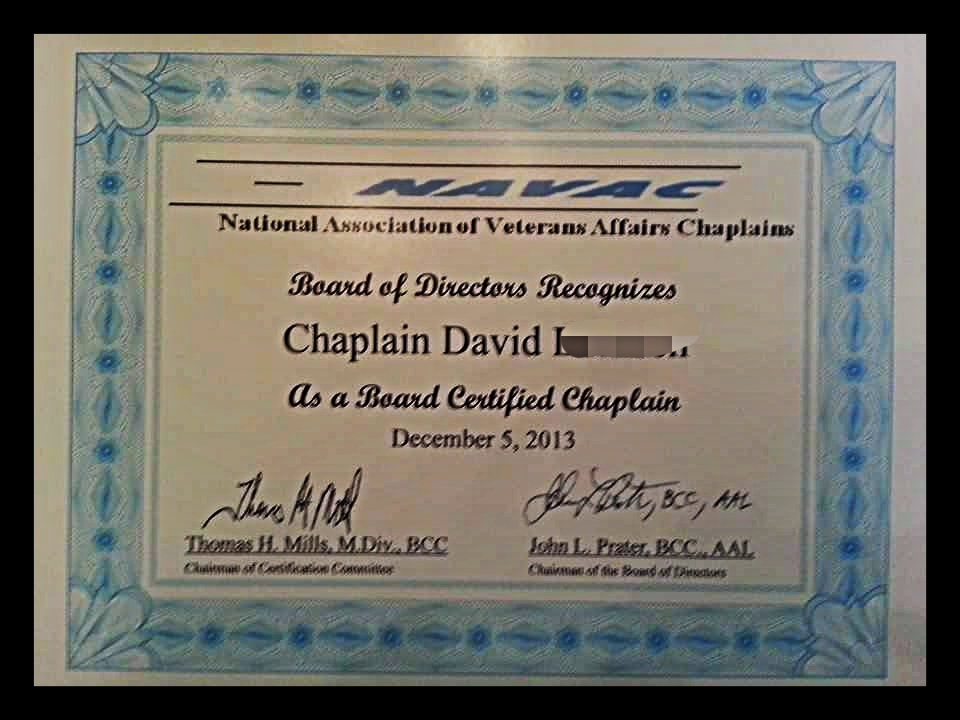 NAVAC
National Association of Veterans Affairs Chaplains
Board of Directors Recognizes
Chaplain David
As a Board Certified Chaplain
December 5, 2013
BCC, AAL
Thomas H. Mills, M.Div., BCC
John L. Prater, BCC., AAL
Chairman of Certification Committee
Chairman of the Board of Directors